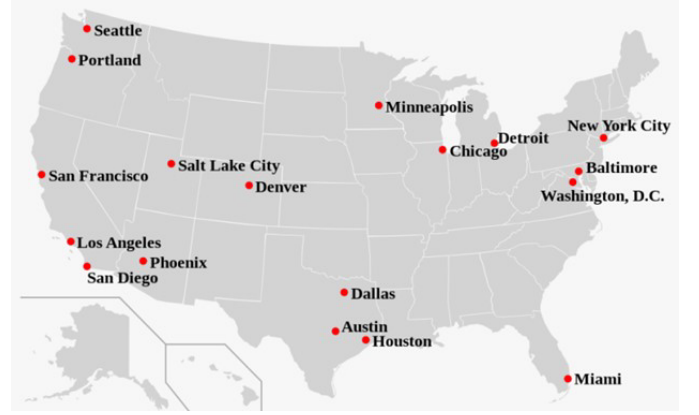 Seattle
Portland
Minneapolis
New York City
Detroit
Chicago
Salt Lake City
Baltimore
San Francisco
Denver
Washington, D.C.
Los Angeles
Phoenix
San Diego
Dallas
Austin
Houston
Miami